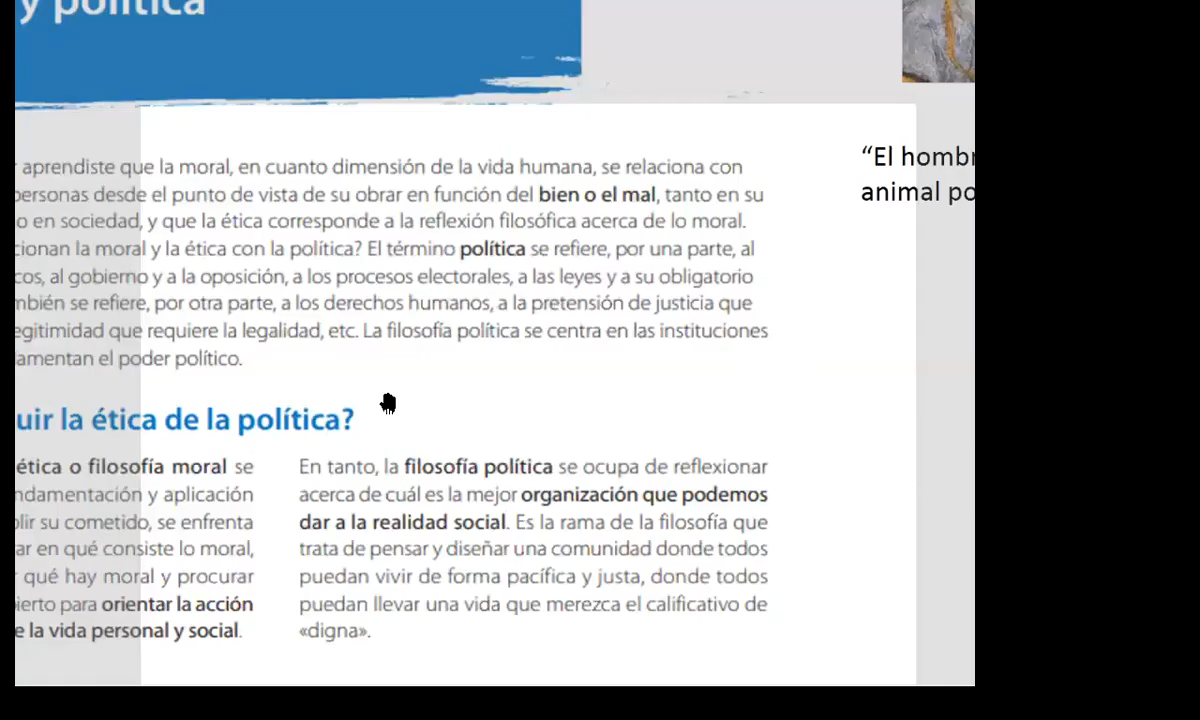 y política
aprendiste que la moral, en cuanto dimensión de la vida humana, se relaciona con
personas desde el punto de vista de su obrar en función del bien o el mal, tanto en su
o en sociedad, y que la ética corresponde a la reflexión filosófica acerca de lo moral.
cionan la moral y la ética con la política? El término política se refiere, por una parte, al
cos, al gobierno y a la oposición, a los procesos electorales, a las leyes y a su obligatorio
mbién se refiere, por otra parte, a los derechos humanos, a la pretensión de justicia que
egitimidad que requiere la legalidad, etc. La filosofía política se centra en las instituciones
amentan el poder político.
“El hombr
animal po
uir la ética de la política?
ética o filosofía moral se
ndamentación y aplicación
plir su cometido, se enfrenta
ar en qué consiste lo moral,
qué hay moral y procurar
ierto para orientar la acción
e la vida personal y social.
En tanto, la filosofía política se ocupa de reflexionar
acerca de cuál es la mejor organización que podemos
dar a la realidad social. Es la rama de la filosofía que
trata de pensar y diseñar una comunidad donde todos
puedan vivir de forma pacífica y justa, donde todos
puedan llevar una vida que merezca el calificativo de
«digna».